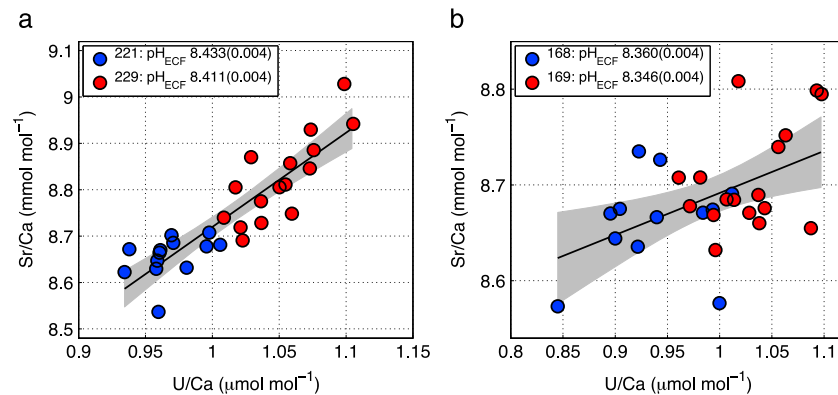 a
221: pH_ECF 8.433(0.004)
229: pH_ECF 8.411(0.004)
Sr/Ca (mmol mol⁻¹)
9.1
9
8.9
8.8
8.7
8.6
8.5
0.9
0.95
1
1.05
1.1
1.15
U/Ca (μmol mol⁻¹)
b
168: pH_ECF 8.360(0.004)
169: pH_ECF 8.346(0.004)
Sr/Ca (mmol mol⁻¹)
8.8
8.7
8.6
0.8
0.85
0.9
0.95
1
1.05
1.1
U/Ca (μmol mol⁻¹)